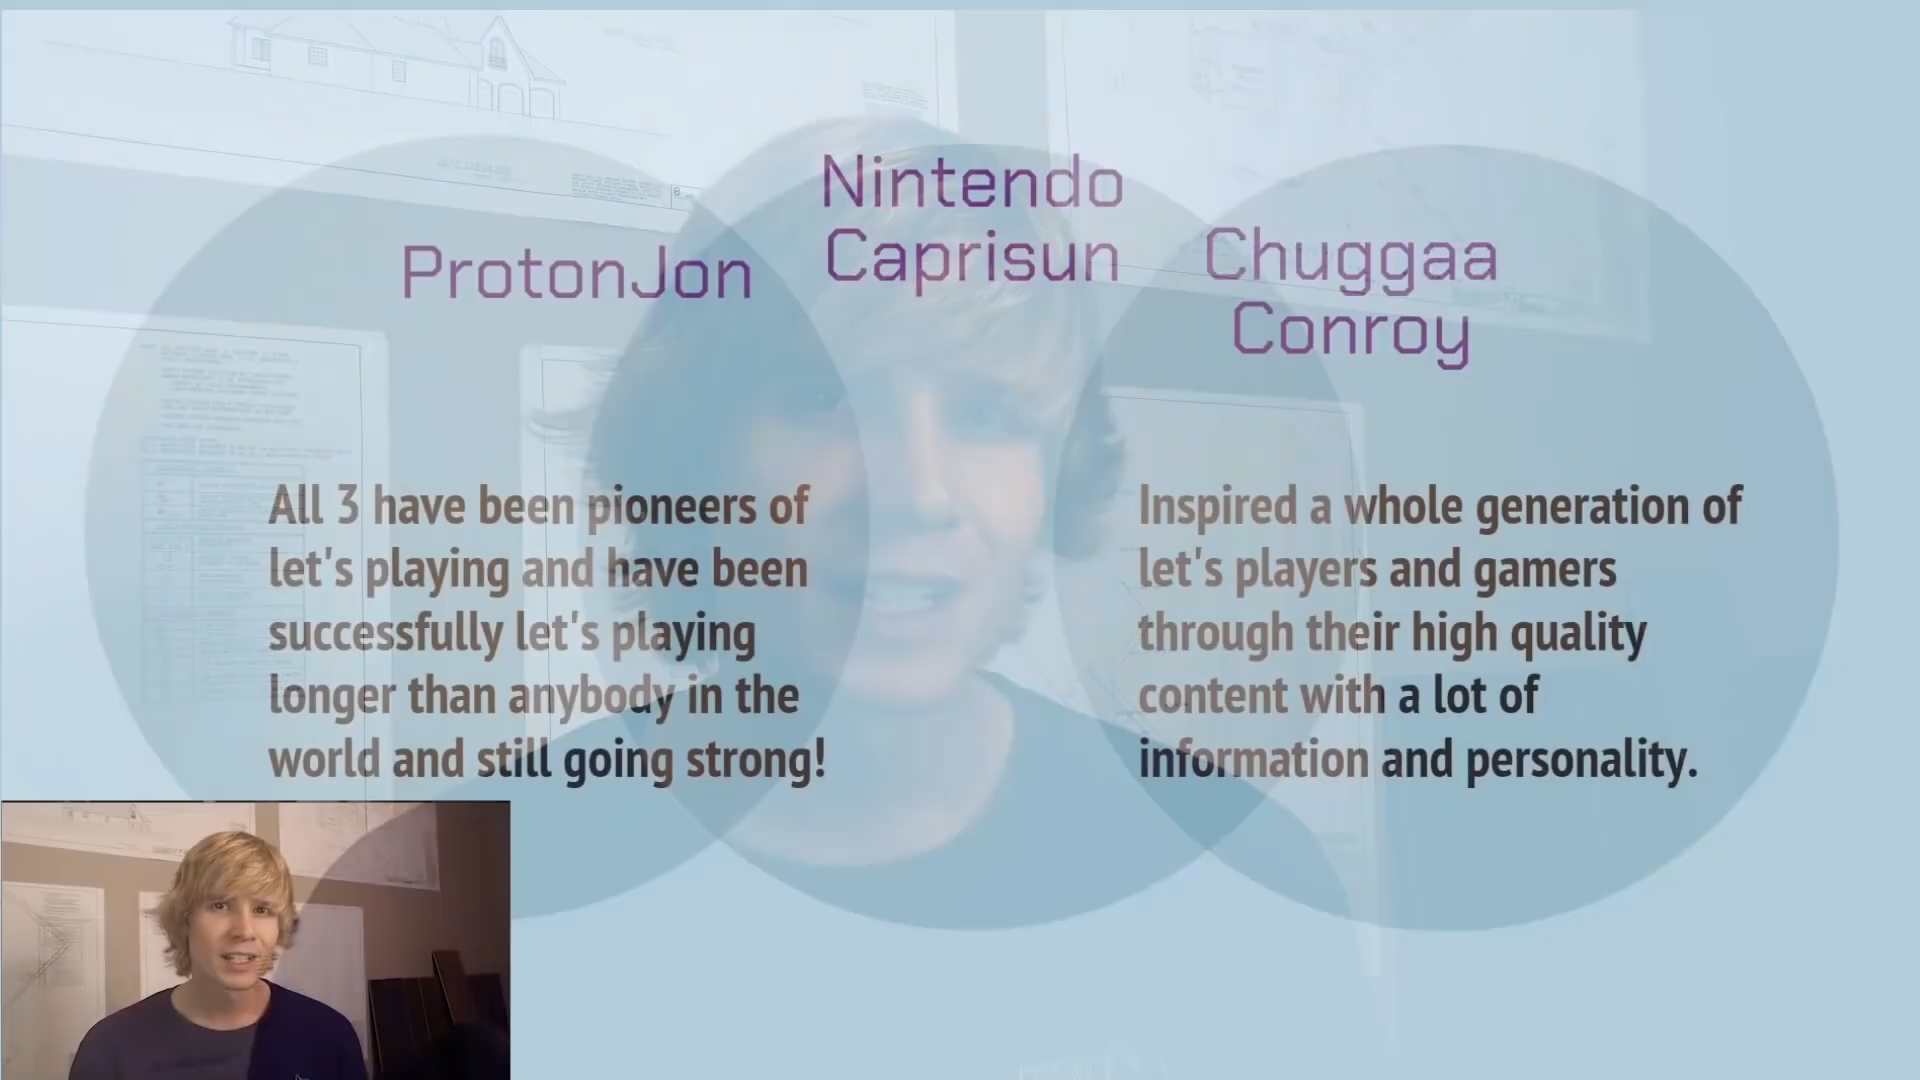 ProtonJon
Nintendo
Caprisun
Chuggaa
Conroy
All 3 have been pioneers of
let's playing and have been
successfully let's playing
longer than anybody in the
world and still going strong!
Inspired a whole generation of
let's players and gamers
through their high quality
content with a lot of
information and personality.